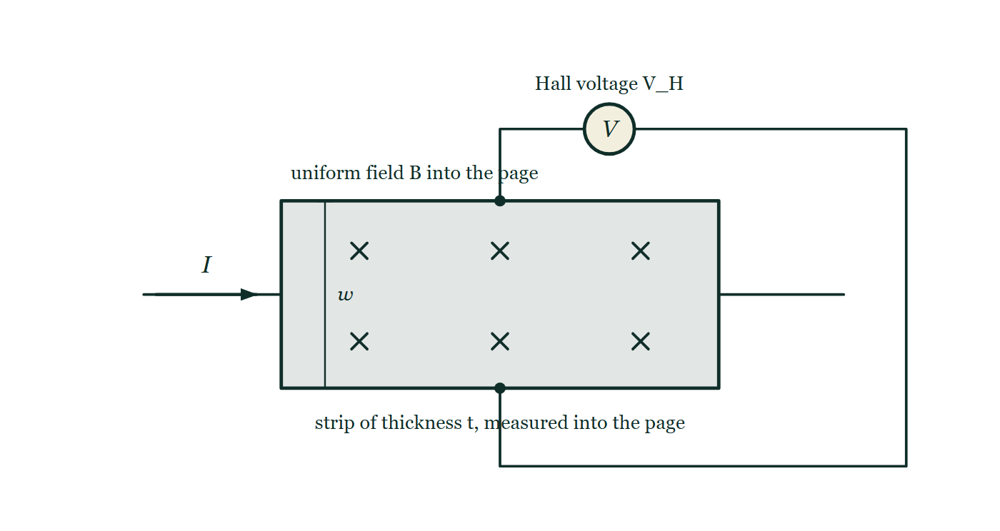 Hall voltage V_H
V
uniform field B into the page
I
w
strip of thickness t, measured into the page